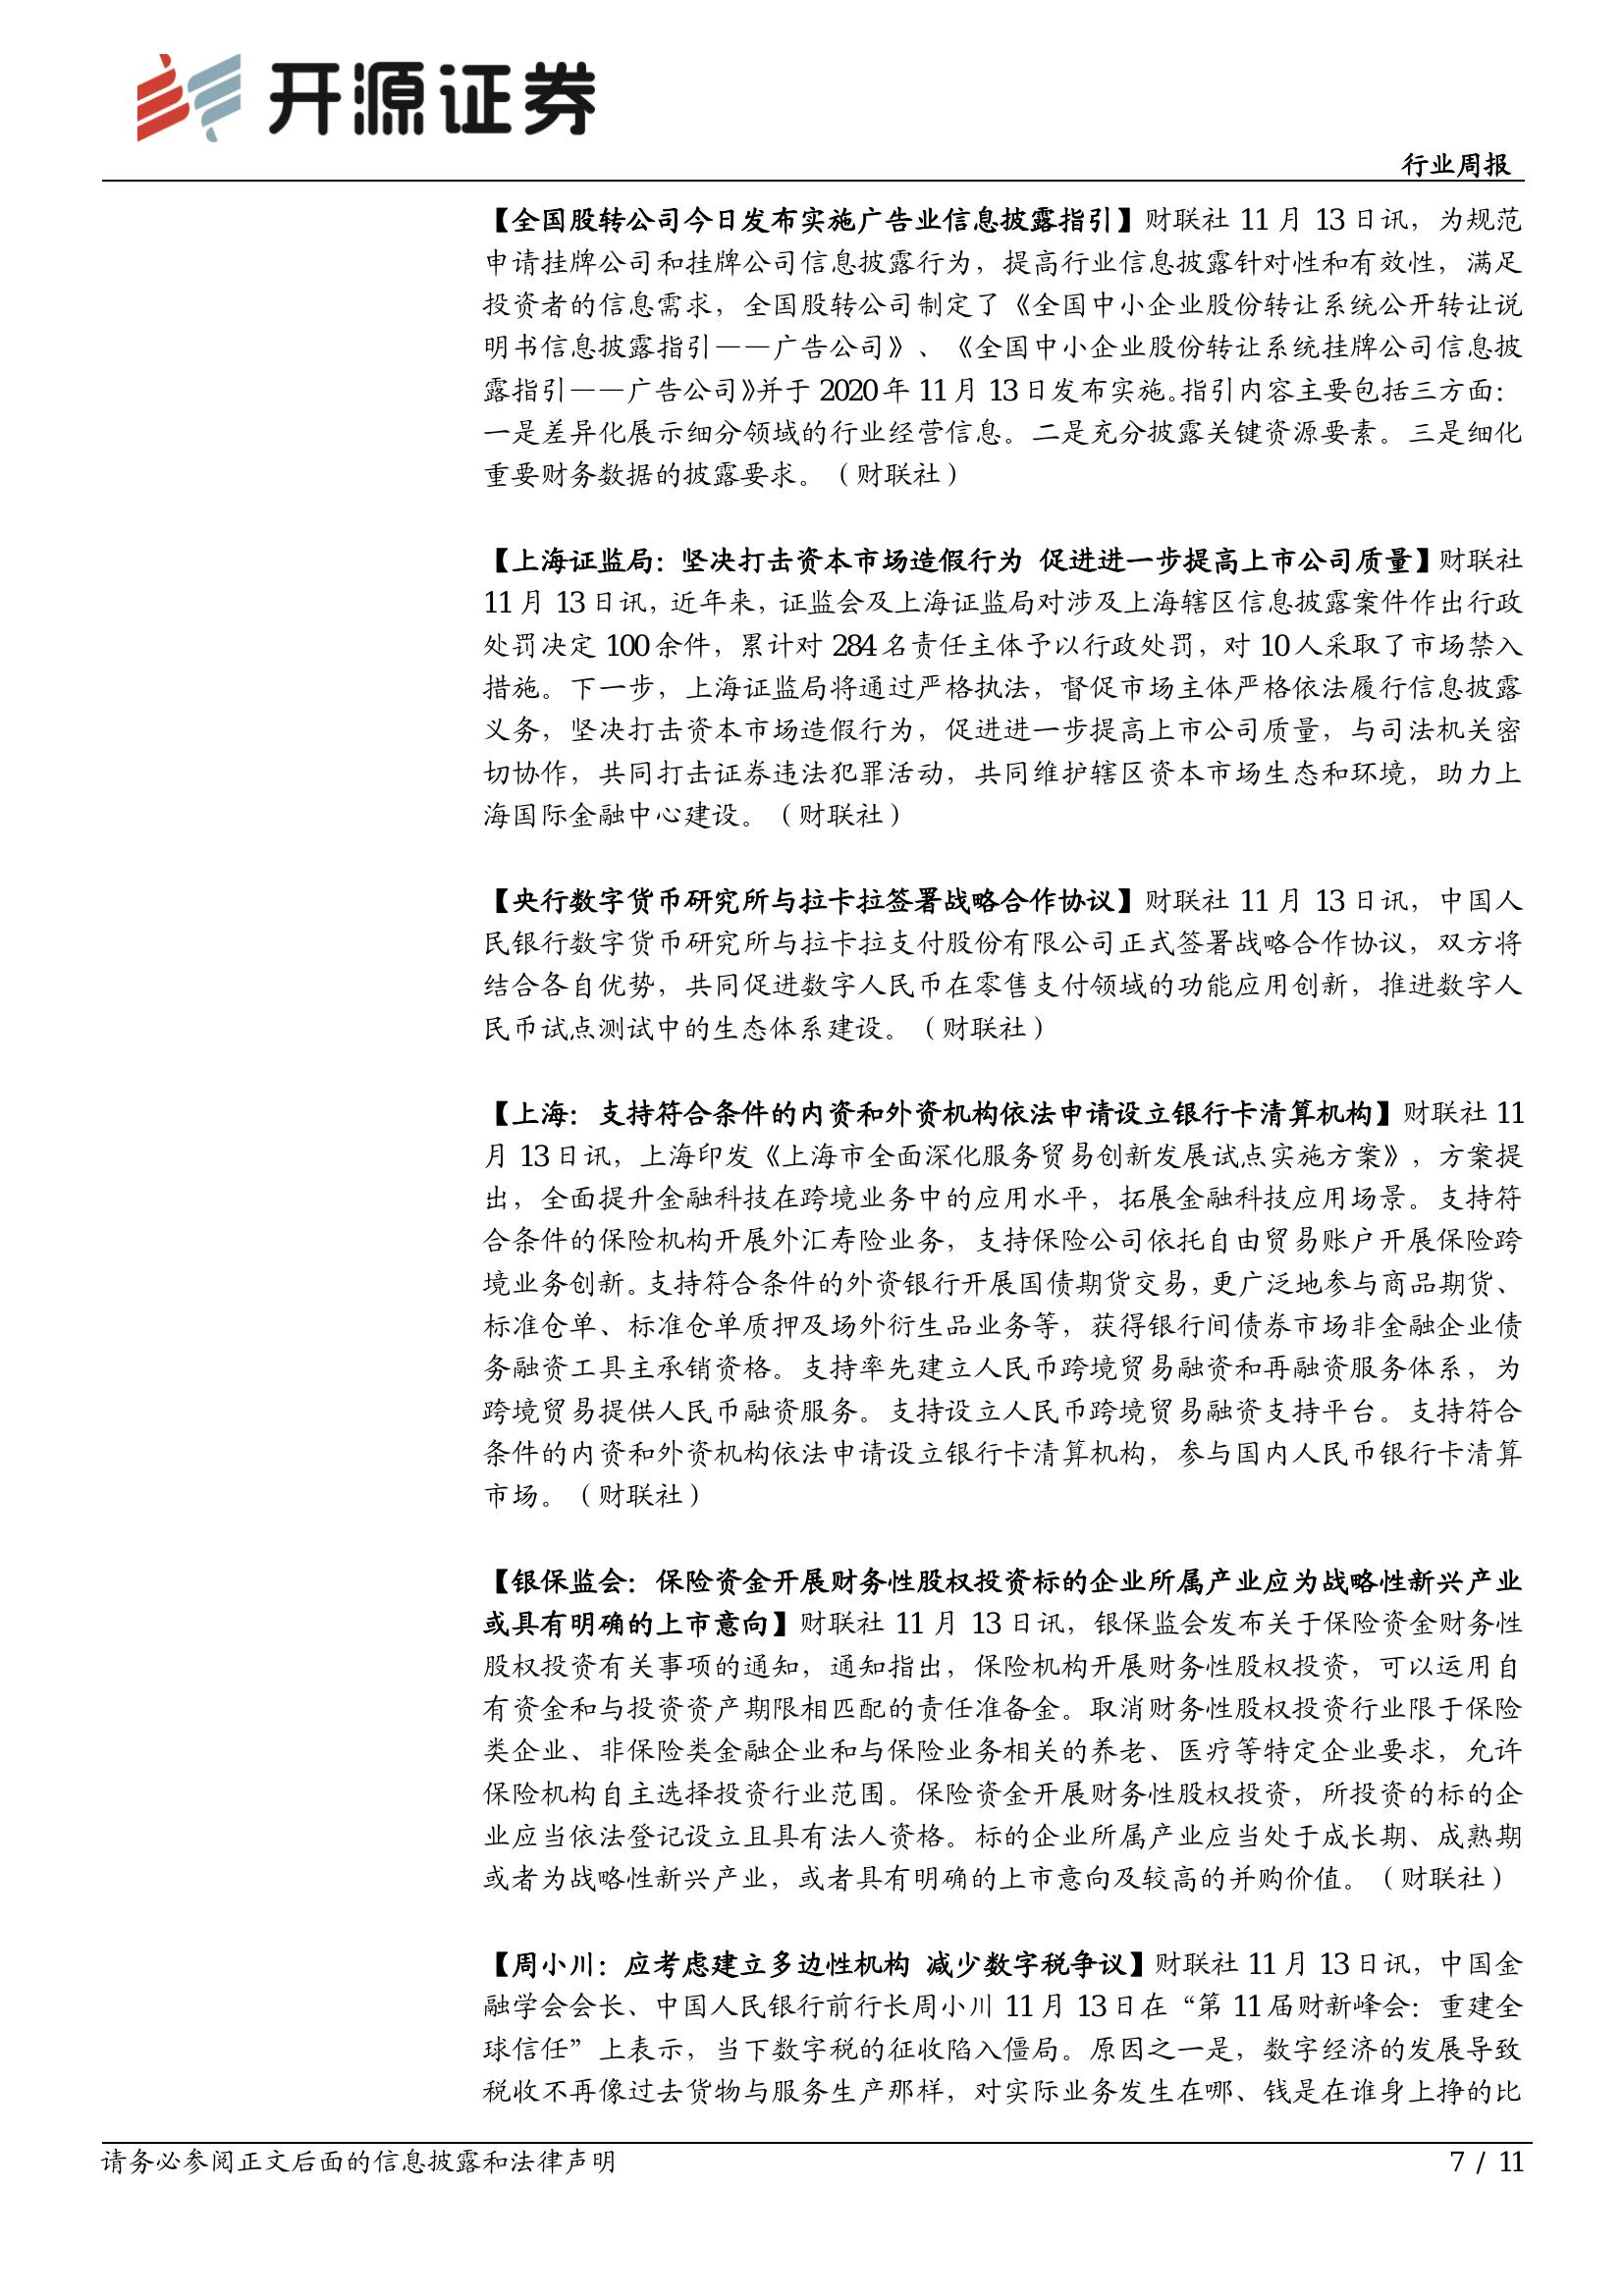 开源证券
行业周报
【全国股转公司今日发布实施广告业信息披露指引】财联社 11 月 13 日讯，为规范
申请挂牌公司和挂牌公司信息披露行为，提高行业信息披露针对性和有效性，满足
投资者的信息需求，全国股转公司制定了《全国中小企业股份转让系统公开转让说
明书信息披露指引——广告公司》、《全国中小企业股份转让系统挂牌公司信息披
露指引——广告公司》并于 2020 年 11 月 13 日发布实施。指引内容主要包括三方面：
一是差异化展示细分领域的行业经营信息。二是充分披露关键资源要素。三是细化
重要财务数据的披露要求。（财联社）
【上海证监局：坚决打击资本市场造假行为 促进进一步提高上市公司质量】财联社
11 月 13 日讯，近年来，证监会及上海证监局对涉及上海辖区信息披露案件作出行政
处罚决定 100 余件，累计对 284 名责任主体予以行政处罚，对 10 人采取了市场禁入
措施。下一步，上海证监局将通过严格执法，督促市场主体严格依法履行信息披露
义务，坚决打击资本市场造假行为，促进进一步提高上市公司质量，与司法机关密
切协作，共同打击证券违法犯罪活动，共同维护辖区资本市场生态和环境，助力上
海国际金融中心建设。（财联社）
【央行数字货币研究所与拉卡拉签署战略合作协议】财联社 11 月 13 日讯，中国人
民银行数字货币研究所与拉卡拉支付股份有限公司正式签署战略合作协议，双方将
结合各自优势，共同促进数字人民币在零售支付领域的功能应用创新，推进数字人
民币试点测试中的生态体系建设。（财联社）
【上海：支持符合条件的内资和外资机构依法申请设立银行卡清算机构】财联社 11
月 13 日讯，上海印发《上海市全面深化服务贸易创新发展试点实施方案》，方案提
出，全面提升金融科技在跨境业务中的应用水平，拓展金融科技应用场景。支持符
合条件的保险机构开展外汇寿险业务，支持保险公司依托自由贸易账户开展保险跨
境业务创新。支持符合条件的外资银行开展国债期货交易，更广泛地参与商品期货、
标准仓单、标准仓单质押及场外衍生品业务等，获得银行间债券市场非金融企业债
务融资工具主承销资格。支持率先建立人民币跨境贸易融资和再融资服务体系，为
跨境贸易提供人民币融资服务。支持设立人民币跨境贸易融资支持平台。支持符合
条件的内资和外资机构依法申请设立银行卡清算机构，参与国内人民币银行卡清算
市场。（财联社）
【银保监会：保险资金开展财务性股权投资标的企业所属产业应为战略性新兴产业
或具有明确的上市意向】财联社 11 月 13 日讯，银保监会发布关于保险资金财务性
股权投资有关事项的通知，通知指出，保险机构开展财务性股权投资，可以运用自
有资金和与投资资产期限相匹配的责任准备金。取消财务性股权投资行业限于保险
类企业、非保险类金融企业和与保险业务相关的养老、医疗等特定企业要求，允许
保险机构自主选择投资行业范围。保险资金开展财务性股权投资，所投资的标的企
业应当依法登记设立且具有法人资格。标的企业所属产业应当处于成长期、成熟期
或者为战略性新兴产业，或者具有明确的上市意向及较高的并购价值。（财联社）
【周小川：应考虑建立多边性机构 减少数字税争议】财联社 11 月 13 日讯，中国金
融学会会长、中国人民银行前行长周小川 11 月 13 日在“第 11 届财新峰会：重建全
球信任”上表示，当下数字税的征收陷入僵局。原因之一是，数字经济的发展导致
税收不再像过去货物与服务生产那样，对实际业务发生在哪、钱是在谁身上挣的比
请务必参阅正文后面的信息披露和法律声明
7 / 11